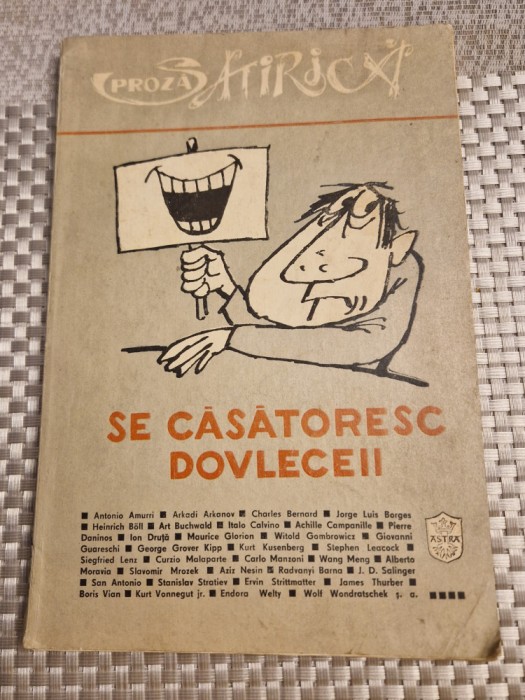 PROZA SATIRICĂ
SE CĂSĂTORESC
DOVLECEII
■ Antonio Amurri ■ Arkadi Arkanov ■ Charles Bernard ■ Jorge Luis Borges
■ Heinrich Böll ■ Art Buchwald ■ Italo Calvino ■ Achille Campanille ■ Pierre
Daninos ■ Ion Druță ■ Maurice Glorion ■ Witold Gombrowicz ■ Giovanni
Guareschi ■ George Grover Kipp ■ Kurt Kusenberg ■ Stephen Leacock ■
Siegfried Lenz ■ Curzio Malaparte ■ Carlo Manzoni ■ Wang Meng ■ Alberto
Moravia ■ Slavomir Mrozek ■ Aziz Nesin ■ Radvanyi Barna ■ J. D. Salinger
■ San Antonio ■ Stanislav Stratiev ■ Ervin Strittmatter ■ James Thurber ■
Boris Vian ■ Kurt Vonnegut jr. ■ Endora Welty ■ Wolf Wondratschek ș. a. ■■■■
ASTRA